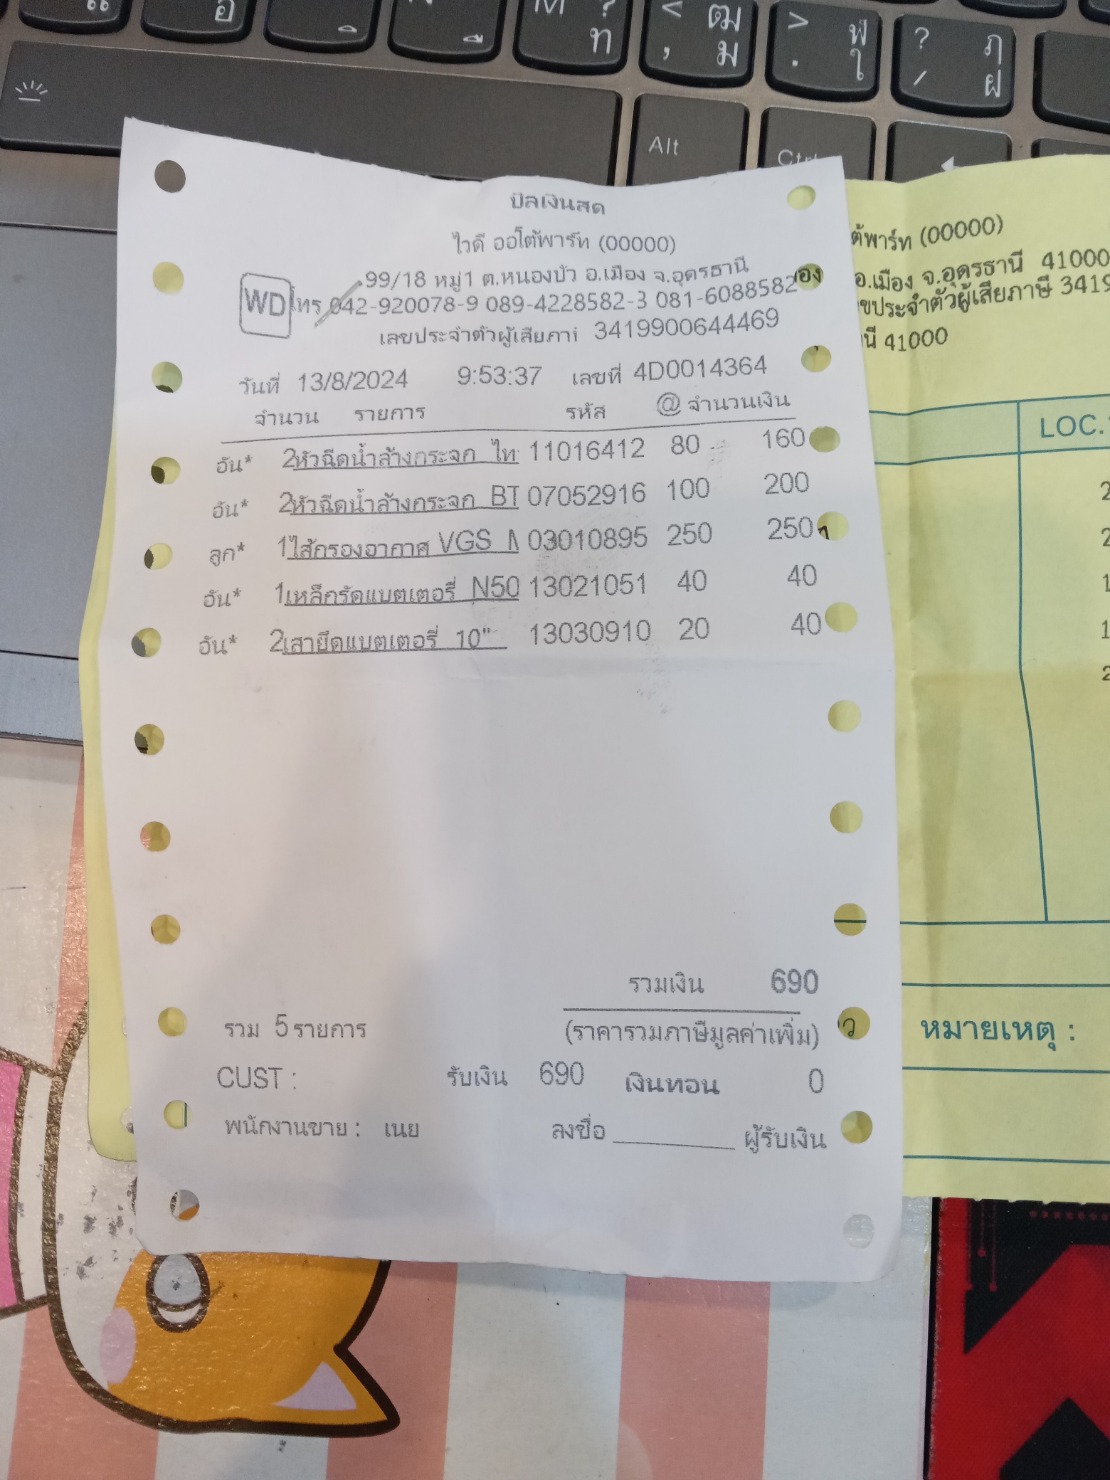 M ? ท
< ฒ , ม
> ฬ . ใ
? ฦ / ฝ
Alt
บิลเงินสด
ไวดี ออโต้พาร์ท (00000)
99/18 หมู่1 ต.หนองบัว อ.เมือง จ.อุดรธานี
WD โทร 042-920078-9 089-4228582-3 081-6088582
เลขประจำตัวผู้เสียภาษี 3419900644469
วันที่ 13/8/2024 9:53:37 เลขที่ 4D0014364
จำนวน รายการ รหัส @ จำนวนเงิน
อัน* 2 หัวฉีดน้ำล้างกระจก ไท 11016412 80 160
อัน* 2 หัวฉีดน้ำล้างกระจก BT 07052916 100 200
ลูก* 1 ไส้กรองอากาศ VGS 03010895 250 250
อัน* 1 เหล็กรัดแบตเตอรี่ N50 13021051 40 40
อัน* 2 เสายึดแบตเตอรี่ 10" 13030910 20 40
รวมเงิน 690
รวม 5 รายการ (ราคารวมภาษีมูลค่าเพิ่ม)
CUST : รับเงิน 690 เงินทอน 0
พนักงานขาย : เนย ลงชื่อ ผู้รับเงิน
ต้พาร์ท (00000)
อ.เมือง จ.อุดรธานี 41000
ขประจำตัวผู้เสียภาษี 3419
นี 41000
LOC.
หมายเหตุ :